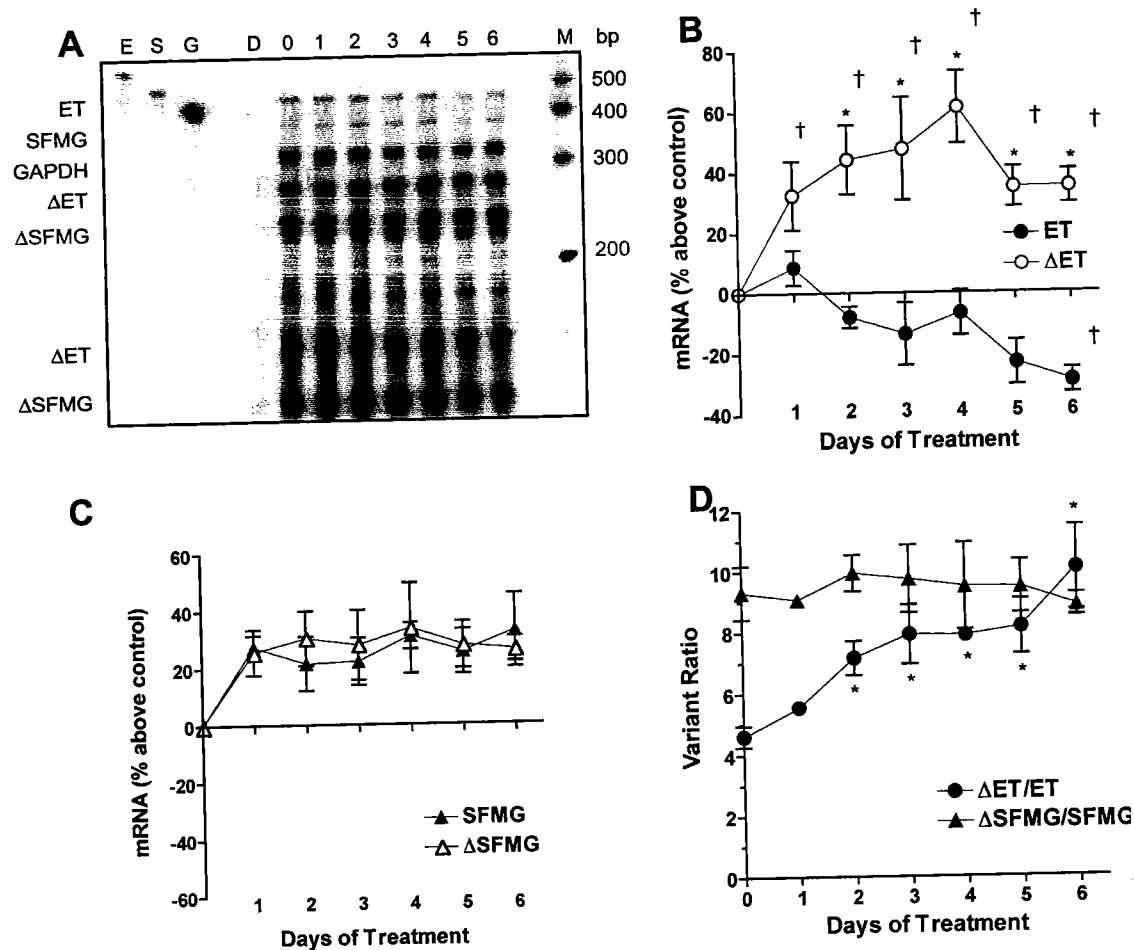 A
E S G D 0 1 2 3 4 5 6 M bp
500
ET
400
SFMG
GAPDH
300
ΔET
ΔSFMG
200
ΔET
ΔSFMG
B
80
60
40
20
0
-20
-40
mRNA (% above control)
† † † † † †
* * * * *
ET
ΔET
†
1 2 3 4 5 6
Days of Treatment
C
60
40
20
0
-20
-40
-60
mRNA (% above control)
SFMG
ΔSFMG
1 2 3 4 5 6
Days of Treatment
D
12
10
8
6
4
2
0
Variant Ratio
*
* * * *
ΔET/ET
ΔSFMG/SFMG
0 1 2 3 4 5 6
Days of Treatment